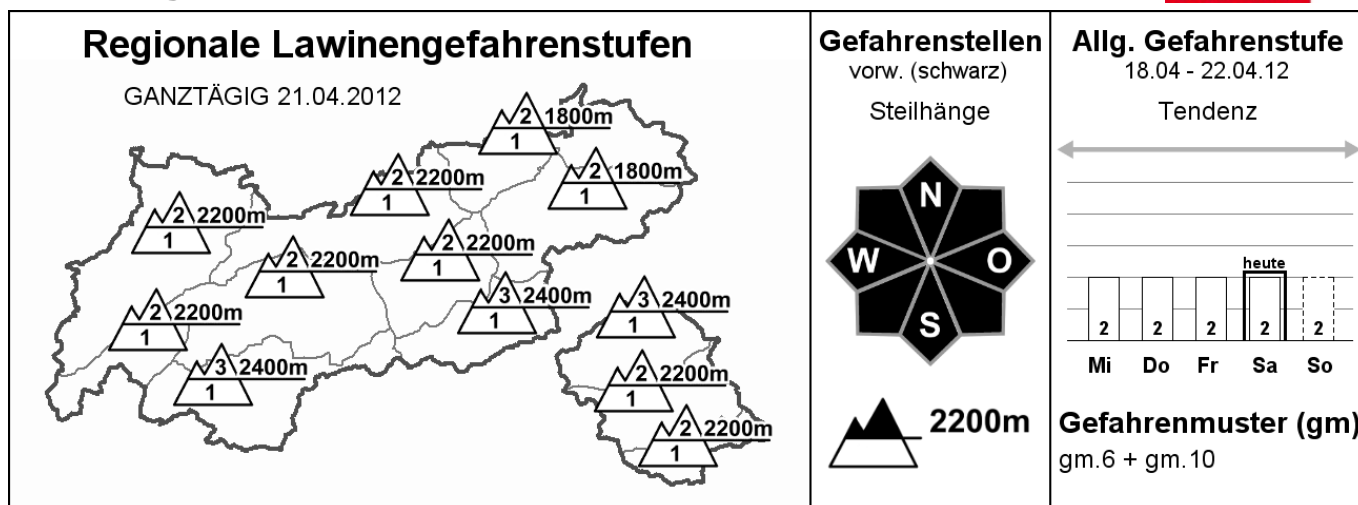 Regionale Lawinengefahrenstufen
GANZTÄGIG 21.04.2012
2 1800m
1
2 2200m
1
2 1800m
1
2 2200m
1
2 2200m
1
2 2200m
1
2 2200m
1
3 2400m
1
3 2400m
1
3 2400m
1
2 2200m
1
2 2200m
1
Gefahrenstellen
vorw. (schwarz)
Steilhänge
N
W O
S
2200m
Allg. Gefahrenstufe
18.04 - 22.04.12
Tendenz
heute
2 2 2 2 2
Mi Do Fr Sa So
Gefahrenmuster (gm)
gm.6 + gm.10